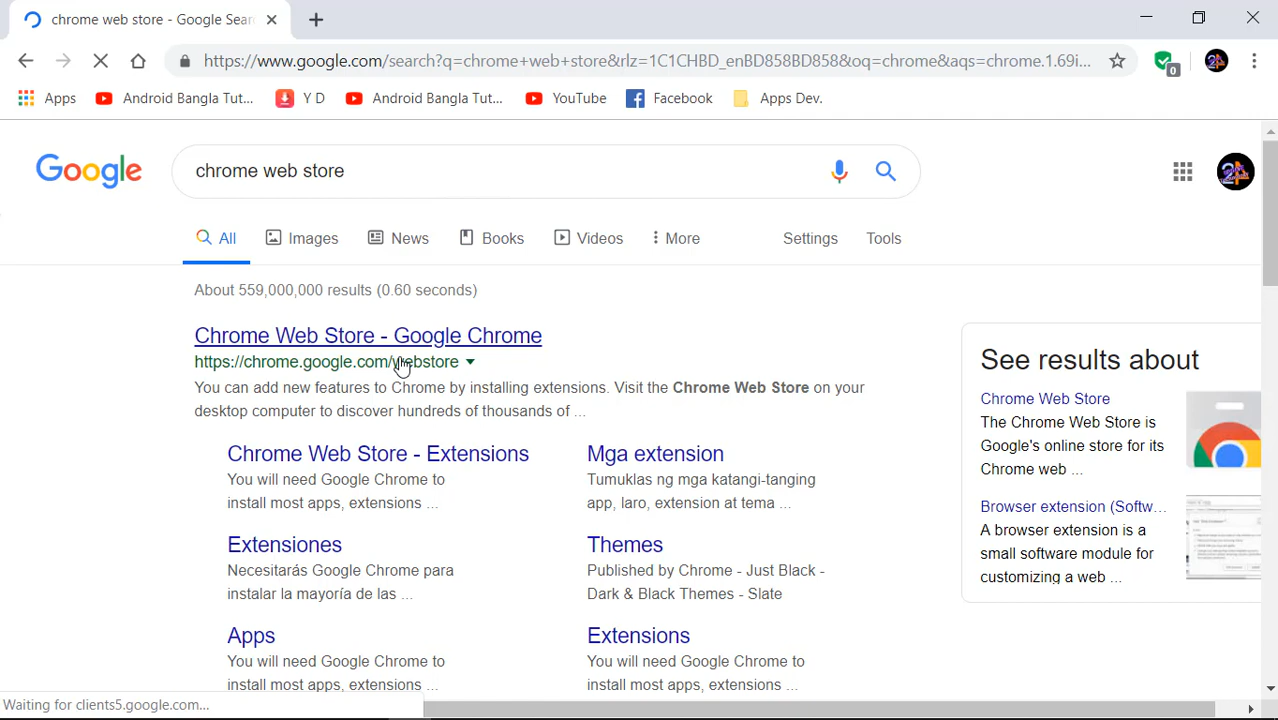 chrome web store - Google Sear
https://www.google.com/search?q=chrome+web+store&rlz=1C1CHBD_enBD858BD858&oq=chrome&aqs=chrome.1.69i...
0
Apps Android Bangla Tut... Y D Android Bangla Tut... YouTube Facebook Apps Dev.
Google chrome web store
All Images News Books Videos More Settings Tools
About 559,000,000 results (0.60 seconds)
Chrome Web Store - Google Chrome
https://chrome.google.com/webstore
You can add new features to Chrome by installing extensions. Visit the Chrome Web Store on your
desktop computer to discover hundreds of thousands of ...
Chrome Web Store - Extensions
You will need Google Chrome to
install most apps, extensions ...
Mga extension
Tumuklas ng mga katangi-tanging
app, laro, extension at tema ...
Extensiones
Necesitarás Google Chrome para
instalar la mayoría de las ...
Themes
Published by Chrome - Just Black -
Dark & Black Themes - Slate
Apps
You will need Google Chrome to
install most apps, extensions ...
Extensions
You will need Google Chrome to
install most apps, extensions ...
See results about
Chrome Web Store
The Chrome Web Store is
Google's online store for its
Chrome web ...
Browser extension (Softw...
A browser extension is a
small software module for
customizing a web ...
Waiting for clients5.google.com...